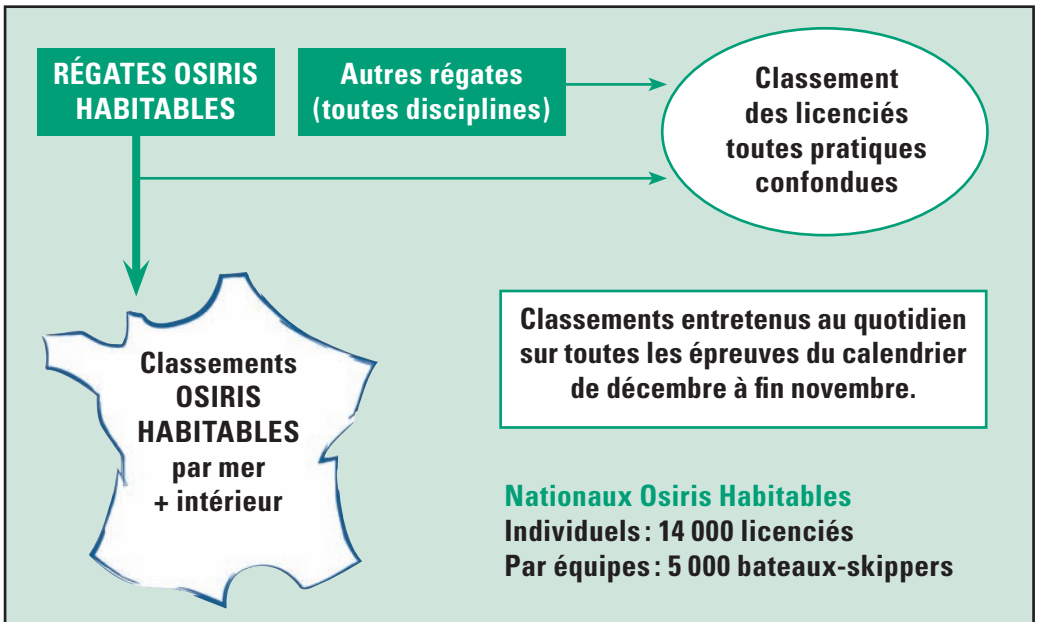 RÉGATES OSIRIS
HABITABLES
Autres régates
(toutes disciplines)
Classement
des licenciés
toutes pratiques
confondues
Classements
OSIRIS
HABITABLES
par mer
+ intérieur
Classements entretenus au quotidien
sur toutes les épreuves du calendrier
de décembre à fin novembre.
Nationaux Osiris Habitables
Individuels : 14 000 licenciés
Par équipes : 5 000 bateaux-skippers